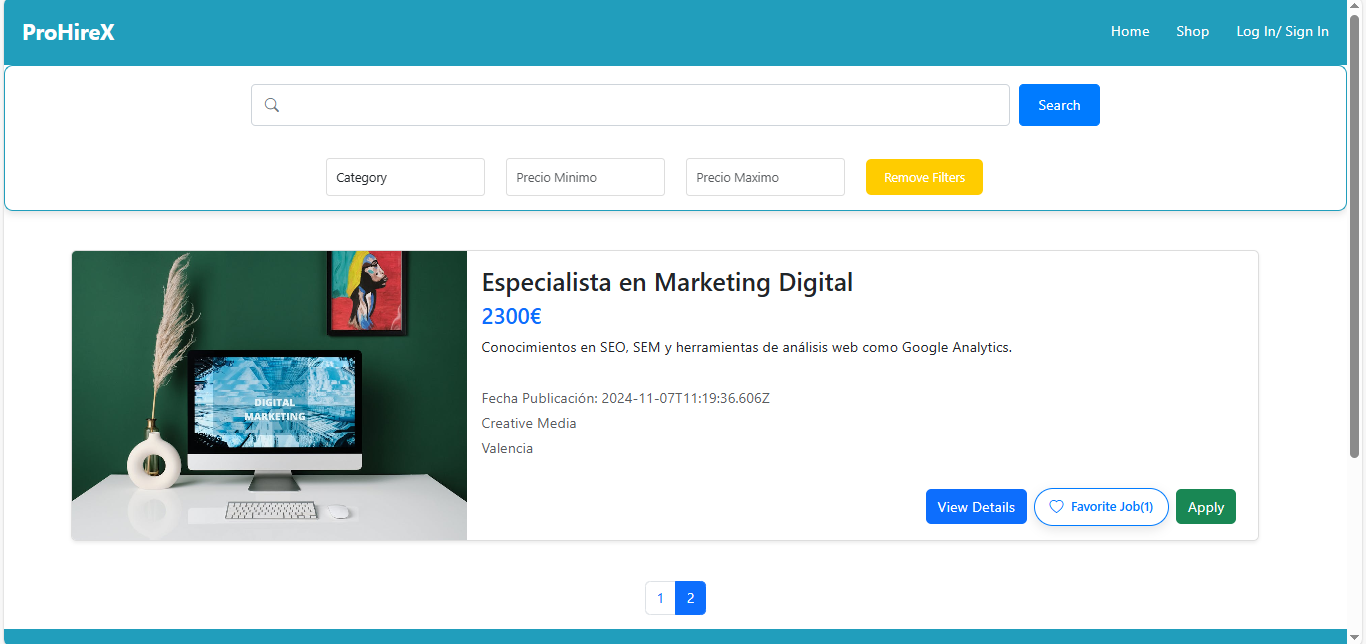 ProHireX
Home
Shop
Log In/ Sign In
Search
Category
Precio Minimo
Precio Maximo
Remove Filters
DIGITAL
MARKETING
Especialista en Marketing Digital
2300€
Conocimientos en SEO, SEM y herramientas de análisis web como Google Analytics.
Fecha Publicación: 2024-11-07T11:19:36.606Z
Creative Media
Valencia
View Details
Favorite Job(1)
Apply
1
2